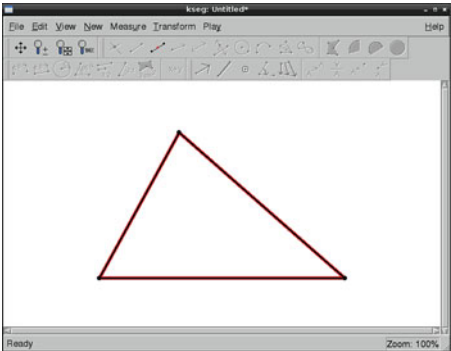 kseg: Untitled*
File Edit View New Measure Transform Play Help
Ready Zoom: 100%